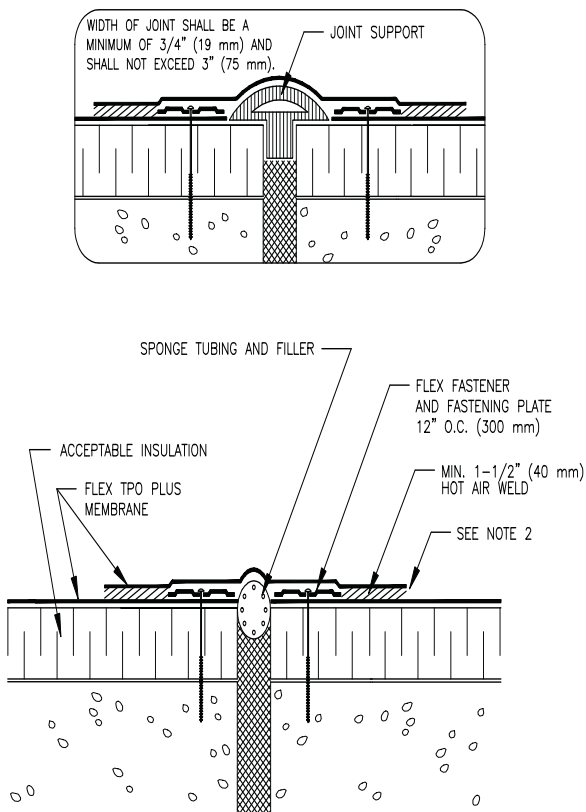 WIDTH OF JOINT SHALL BE A
MINIMUM OF 3/4" (19 mm) AND
SHALL NOT EXCEED 3" (75 mm).
JOINT SUPPORT
SPONGE TUBING AND FILLER
FLEX FASTENER
AND FASTENING PLATE
12" O.C. (300 mm)
ACCEPTABLE INSULATION
MIN. 1-1/2" (40 mm)
HOT AIR WELD
FLEX TPO PLUS
MEMBRANE
SEE NOTE 2